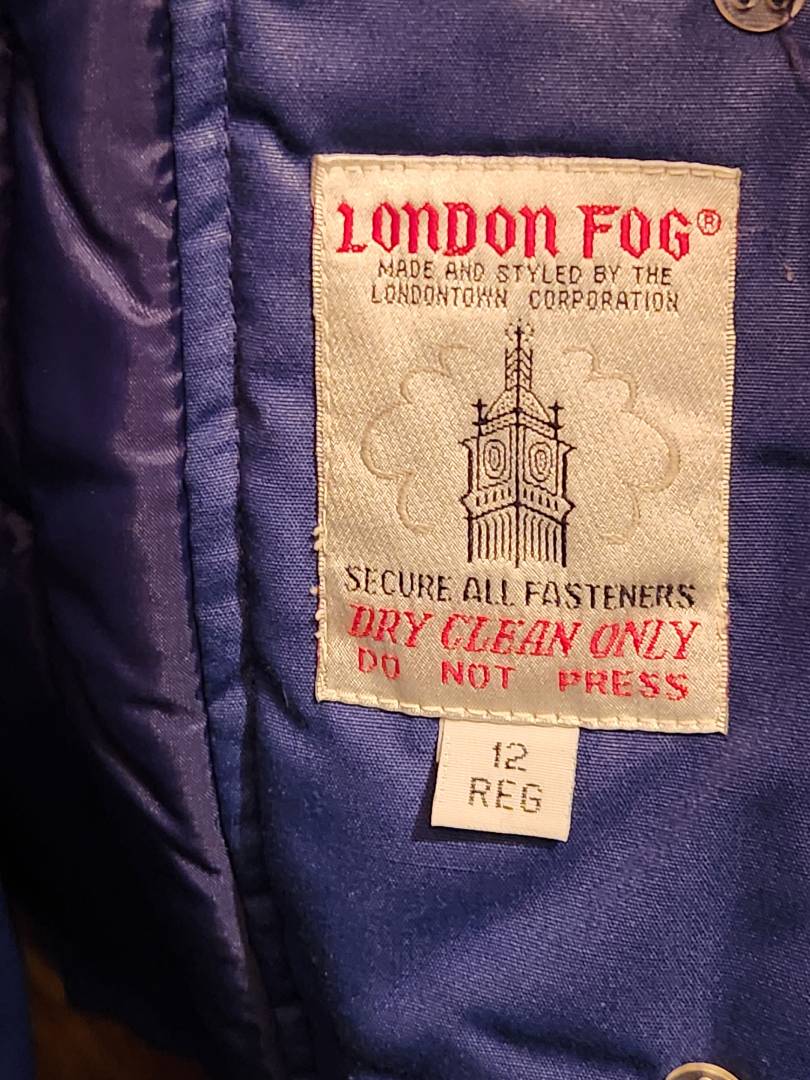 LONDON FOG®
MADE AND STYLED BY THE
LONDONTOWN CORPORATION
SECURE ALL FASTENERS
DRY CLEAN ONLY
DO NOT PRESS
12
REG